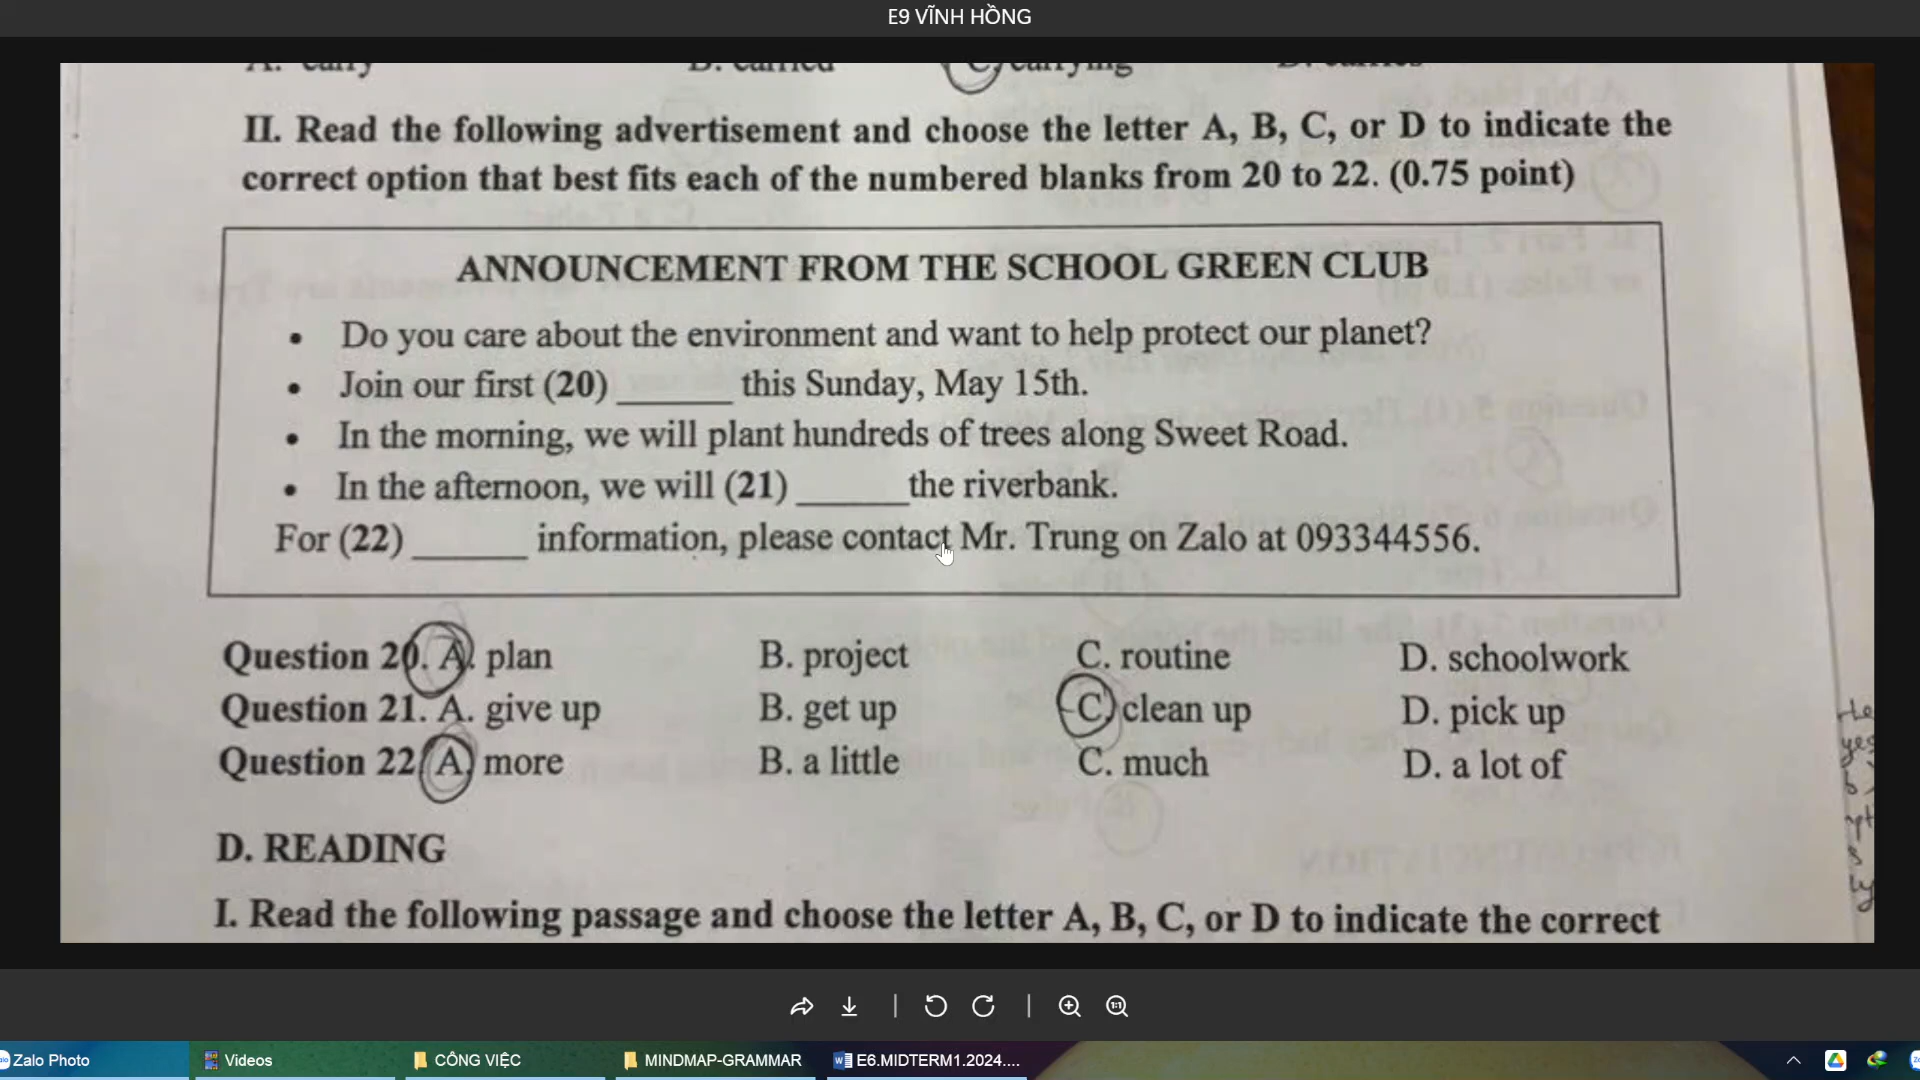 E9 VĨNH HỒNG
A. carry B. carried C. carrying D. carries
II. Read the following advertisement and choose the letter A, B, C, or D to indicate the
correct option that best fits each of the numbered blanks from 20 to 22. (0.75 point)
ANNOUNCEMENT FROM THE SCHOOL GREEN CLUB
• Do you care about the environment and want to help protect our planet?
• Join our first (20) ______ this Sunday, May 15th.
• In the morning, we will plant hundreds of trees along Sweet Road.
• In the afternoon, we will (21) ______the riverbank.
For (22) ______ information, please contact Mr. Trung on Zalo at 093344556.
Question 20. A. plan B. project C. routine D. schoolwork
Question 21. A. give up B. get up C. clean up D. pick up
Question 22. A. more B. a little C. much D. a lot of
D. READING
I. Read the following passage and choose the letter A, B, C, or D to indicate the correct
Zalo Photo Videos CÔNG VIỆC MINDMAP-GRAMMAR E6.MIDTERM1.2024....